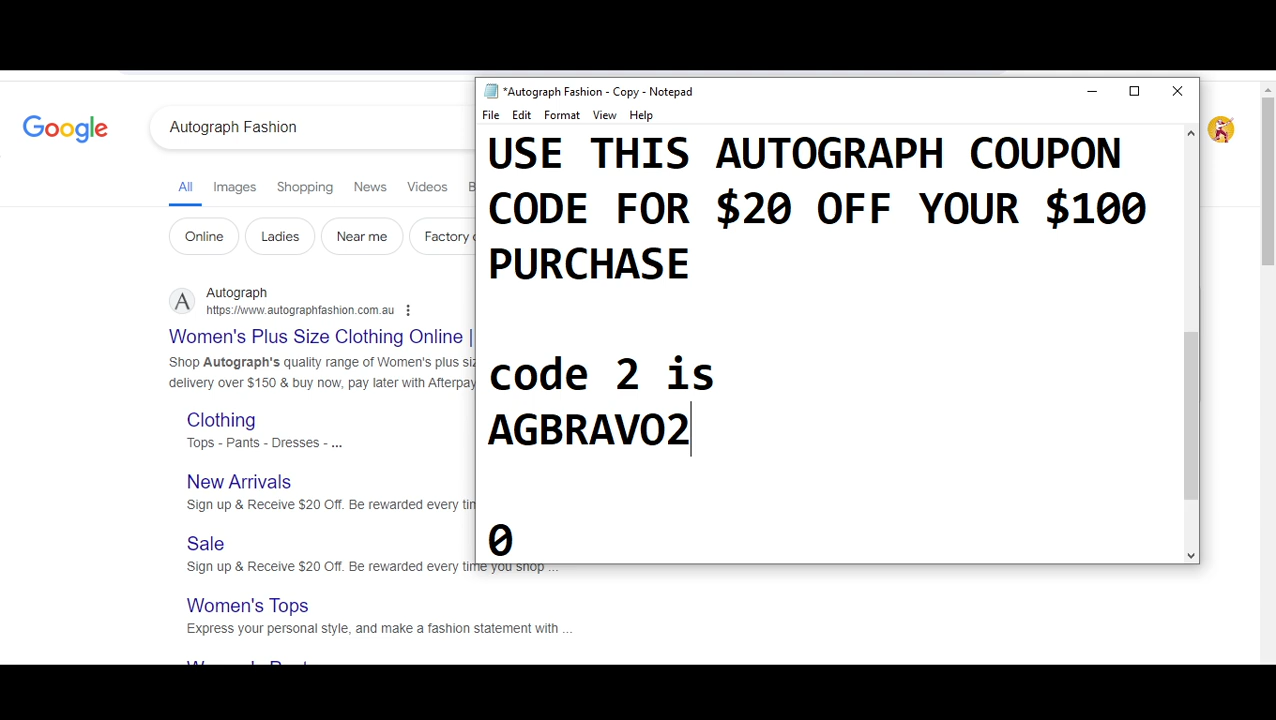 *Autograph Fashion - Copy - Notepad
File Edit Format View Help
USE THIS AUTOGRAPH COUPON
CODE FOR $20 OFF YOUR $100
PURCHASE
code 2 is
AGBRAVO2
0
Google
Autograph Fashion
All Images Shopping News Videos B
Online Ladies Near me Factory
A
Autograph
https://www.autographfashion.com.au
Women's Plus Size Clothing Online |
Shop Autograph's quality range of Women's plus
delivery over $150 & buy now, pay later with Afterpay
Clothing
Tops - Pants - Dresses - ...
New Arrivals
Sign up & Receive $20 Off. Be rewarded every
Sale
Sign up & Receive $20 Off. Be rewarded every time you shop ...
Women's Tops
Express your personal style, and make a fashion statement with ...